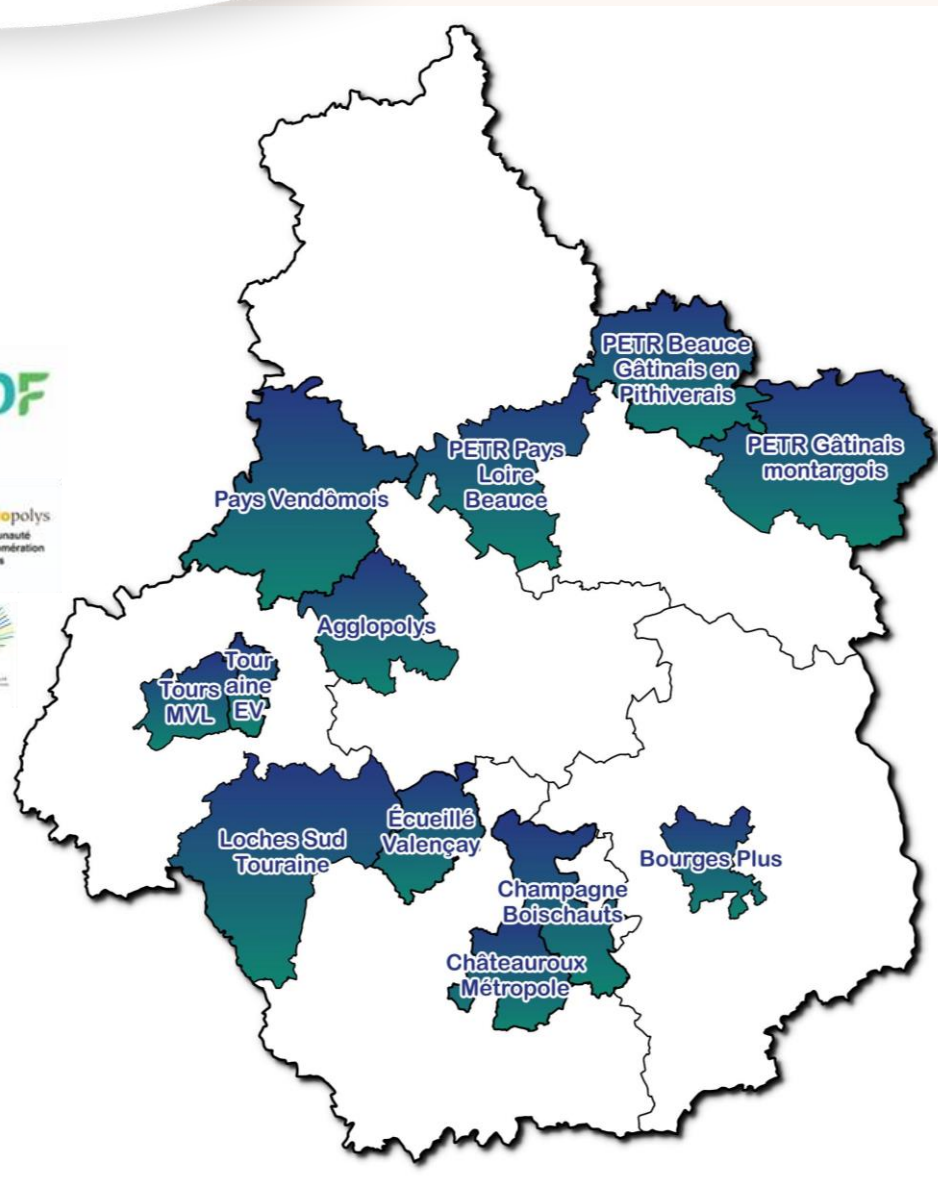 PETR Beauce
Gâtinais en
Pithiverais
PETR Gâtinais
montargois
PETR Pays
Loire
Beauce
Pays Vendômois
Agglopolys
Tours
MVL
Tour
aine
EV
Loches Sud
Touraine
Écueillé
Valençay
Champagne
Boischauts
Châteauroux
Métropole
Bourges Plus